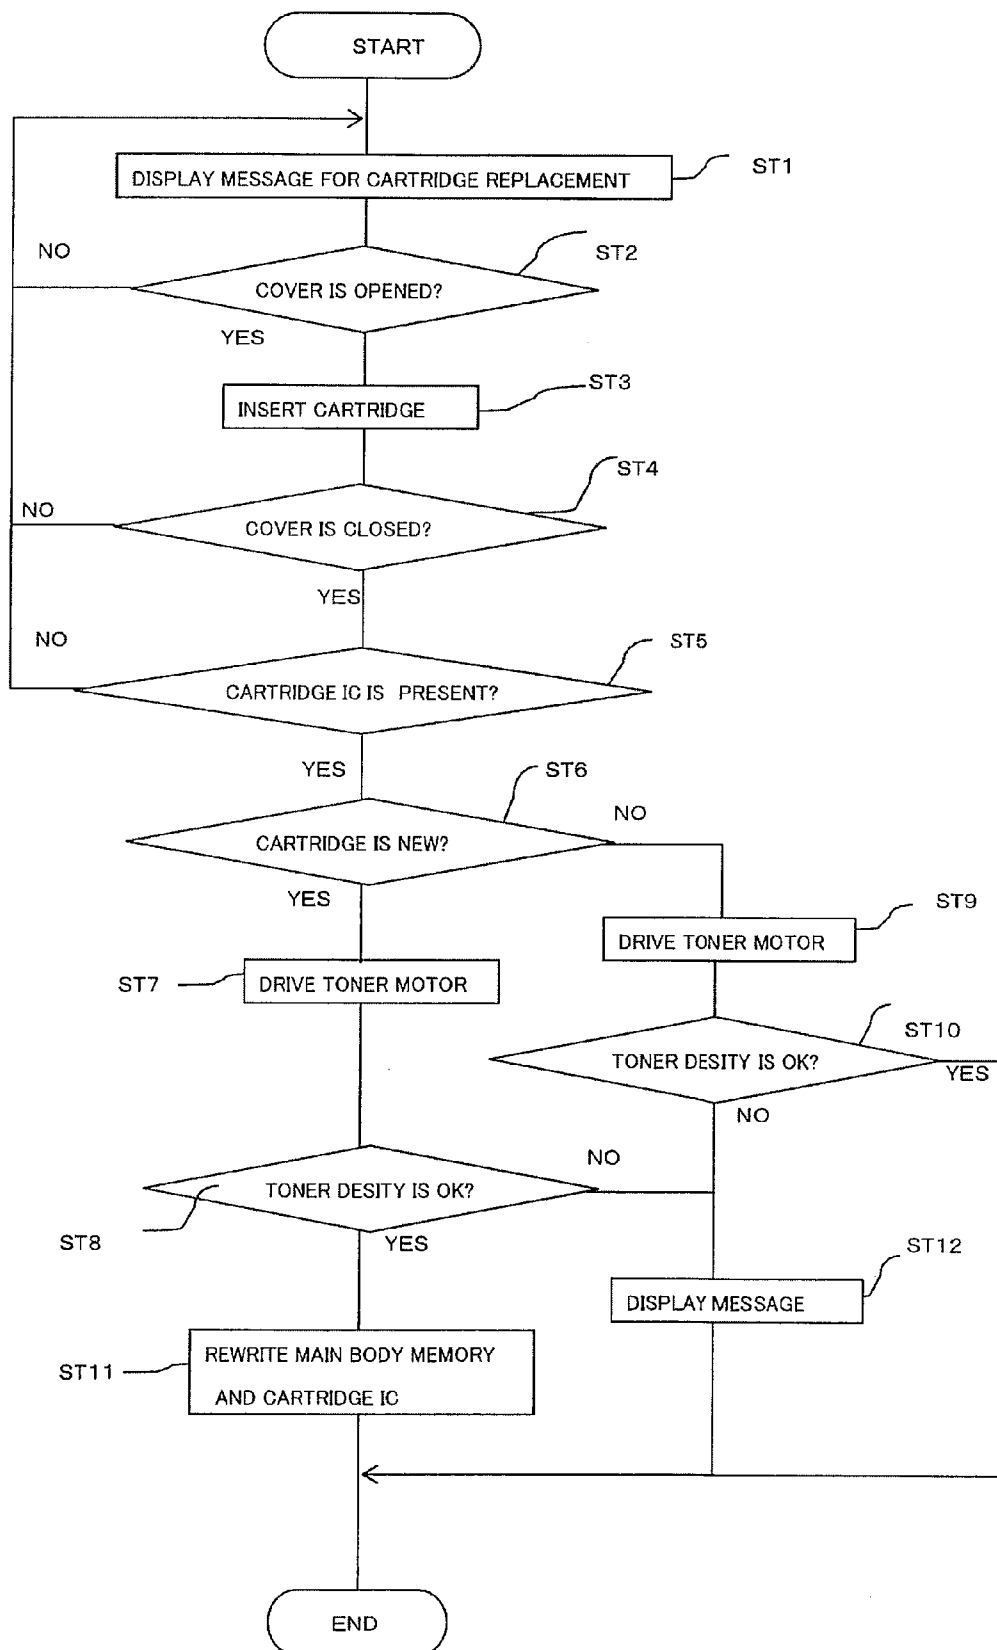 START
DISPLAY MESSAGE FOR CARTRIDGE REPLACEMENT
ST1
NO
ST2
COVER IS OPENED?
YES
ST3
INSERT CARTRIDGE
ST4
NO
COVER IS CLOSED?
YES
NO
ST5
CARTRIDGE IC IS PRESENT?
YES
ST6
NO
CARTRIDGE IS NEW?
YES
ST9
DRIVE TONER MOTOR
ST7
DRIVE TONER MOTOR
ST10
TONER DESITY IS OK?
YES
NO
NO
TONER DESITY IS OK?
ST8
YES
ST12
DISPLAY MESSAGE
ST11
REWRITE MAIN BODY MEMORY
AND CARTRIDGE IC
END